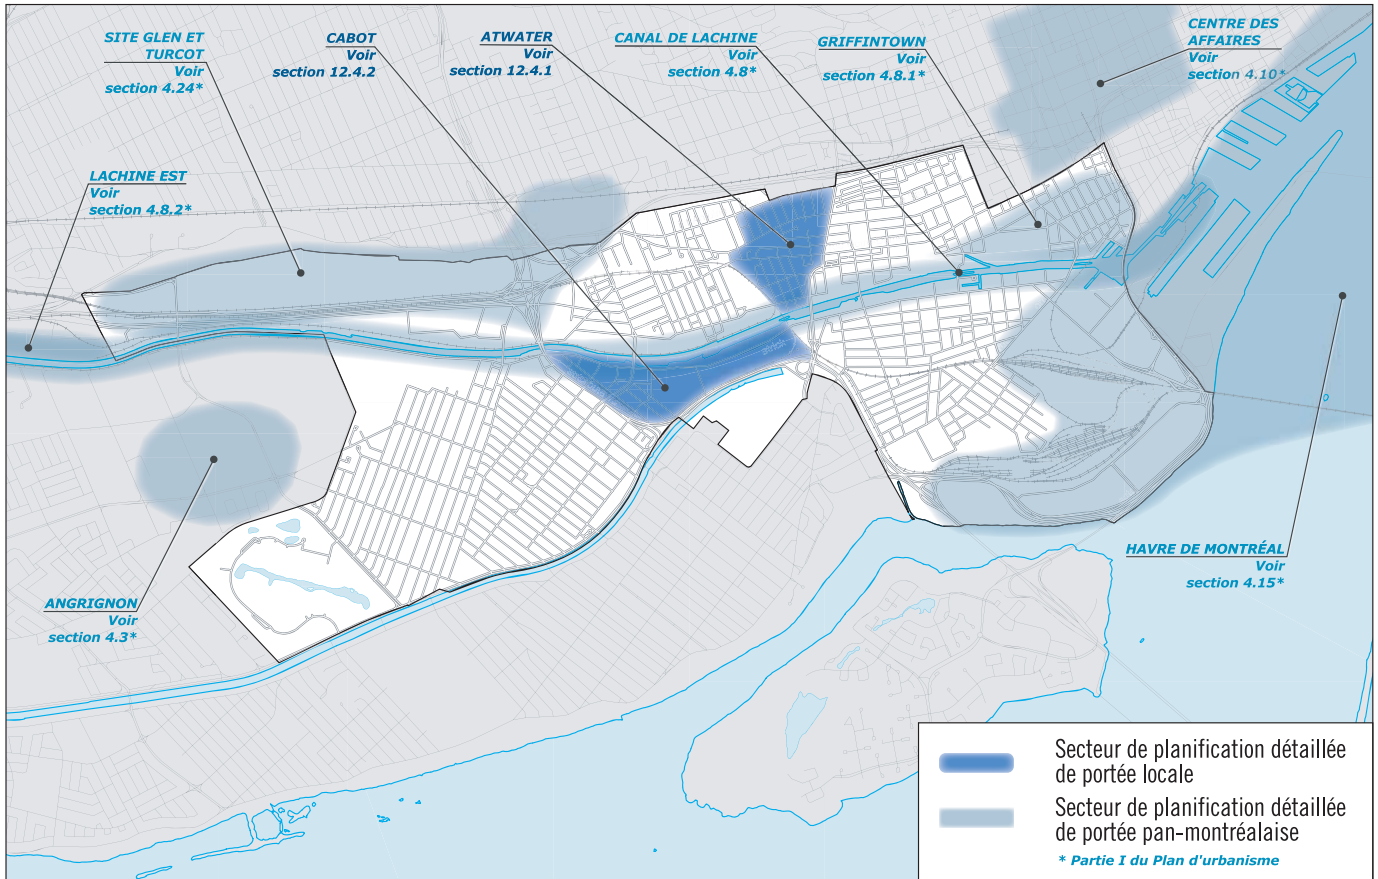 SITE GLEN ET
TURCOT
Voir
section 4.24*
CABOT
Voir
section 12.4.2
ATWATER
Voir
section 12.4.1
CANAL DE LACHINE
Voir
section 4.8*
GRIFFINTOWN
Voir
section 4.8.1*
CENTRE DES
AFFAIRES
Voir
section 4.10*
LACHINE EST
Voir
section 4.8.2*
ANGRIGNON
Voir
section 4.3*
HAVRE DE MONTRÉAL
Voir
section 4.15*
Secteur de planification détaillée
de portée locale
Secteur de planification détaillée
de portée pan-montréalaise
* Partie I du Plan d'urbanisme